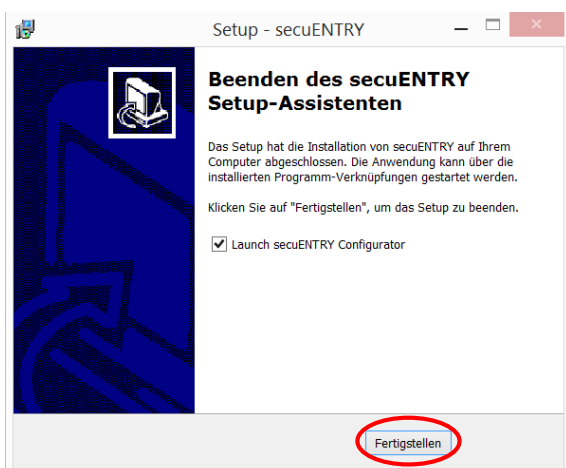 Setup - secuENTRY
Beenden des secuENTRY
Setup-Assistenten
Das Setup hat die Installation von secuENTRY auf Ihrem
Computer abgeschlossen. Die Anwendung kann über die
installierten Programm-Verknüpfungen gestartet werden.
Klicken Sie auf "Fertigstellen", um das Setup zu beenden.
Launch secuENTRY Configurator
Fertigstellen